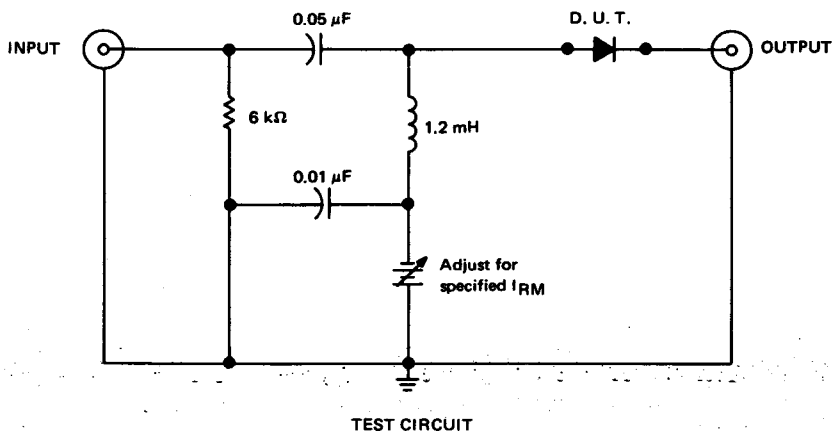 0.05 μF
D. U. T.
INPUT
OUTPUT
6 kΩ
1.2 mH
0.01 μF
Adjust for
specified IRM
TEST CIRCUIT